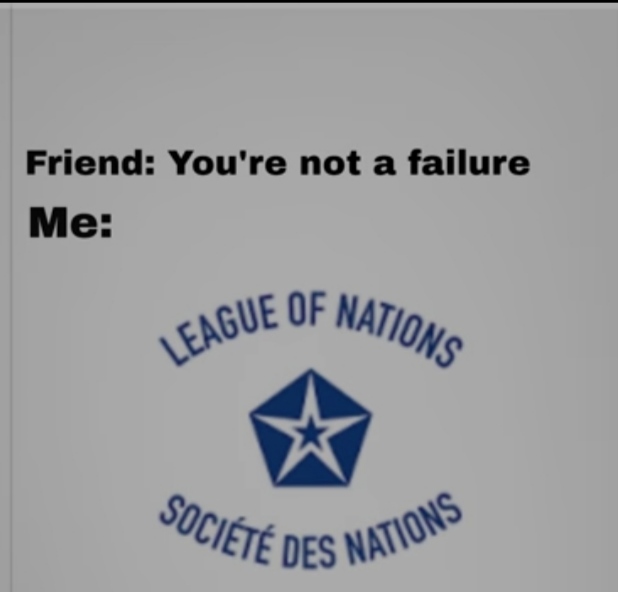 Friend: You're not a failure
Me:
LEAGUE OF NATIONS
SOCIÉTÉ DES NATIONS